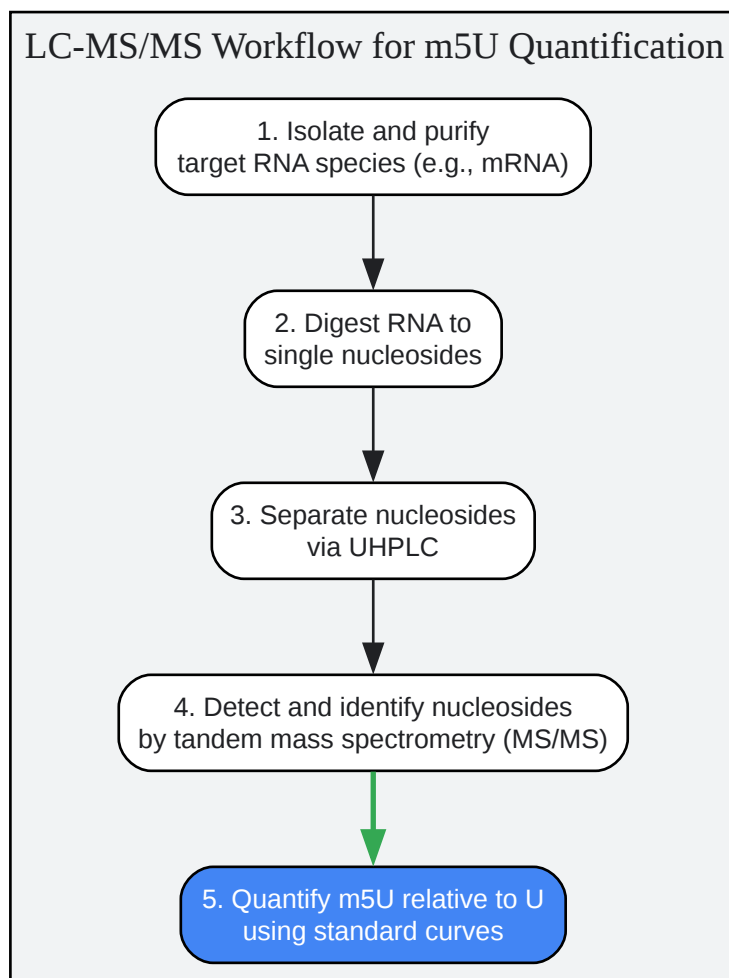 LC-MS/MS Workflow for m5U Quantification
1. Isolate and purify
target RNA species (e.g., mRNA)
2. Digest RNA to
single nucleosides
3. Separate nucleosides
via UHPLC
4. Detect and identify nucleosides
by tandem mass spectrometry (MS/MS)
5. Quantify m5U relative to U
using standard curves